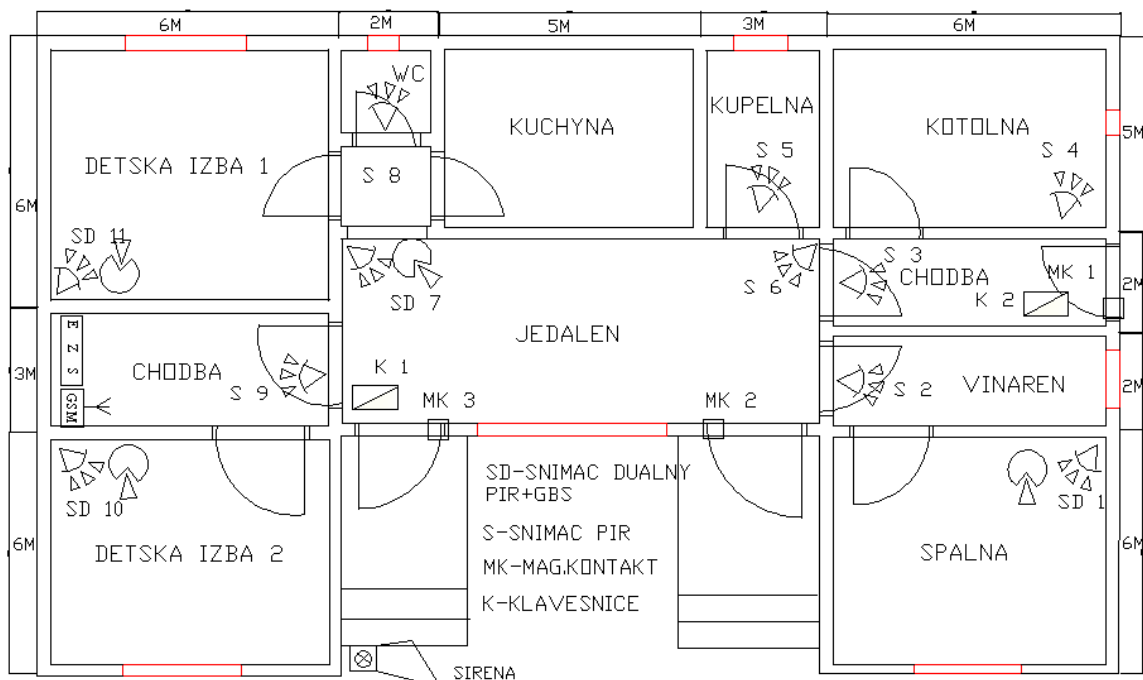 6M
2M
5M
3M
6M
WC
KUPELNA
KUCHYNA
KOTOLNA
5M
S 5
S 4
DETSKA IZBA 1
S 8
6M
SD 11
SD 7
S 6
S 3
CHODBA
MK 1
K 2
2M
EZS
GSM
JEDALEN
3M
CHODBA
S 9
K 1
MK 3
MK 2
S 2
VINAREN
2M
SD-SNIMAC DUALNY
PIR+GBS
S-SNIMAC PIR
MK-MAG.KONTAKT
K-KLAVESNICE
SD 10
SD 1
6M
DETSKA IZBA 2
SPALNA
6M
SIRENA